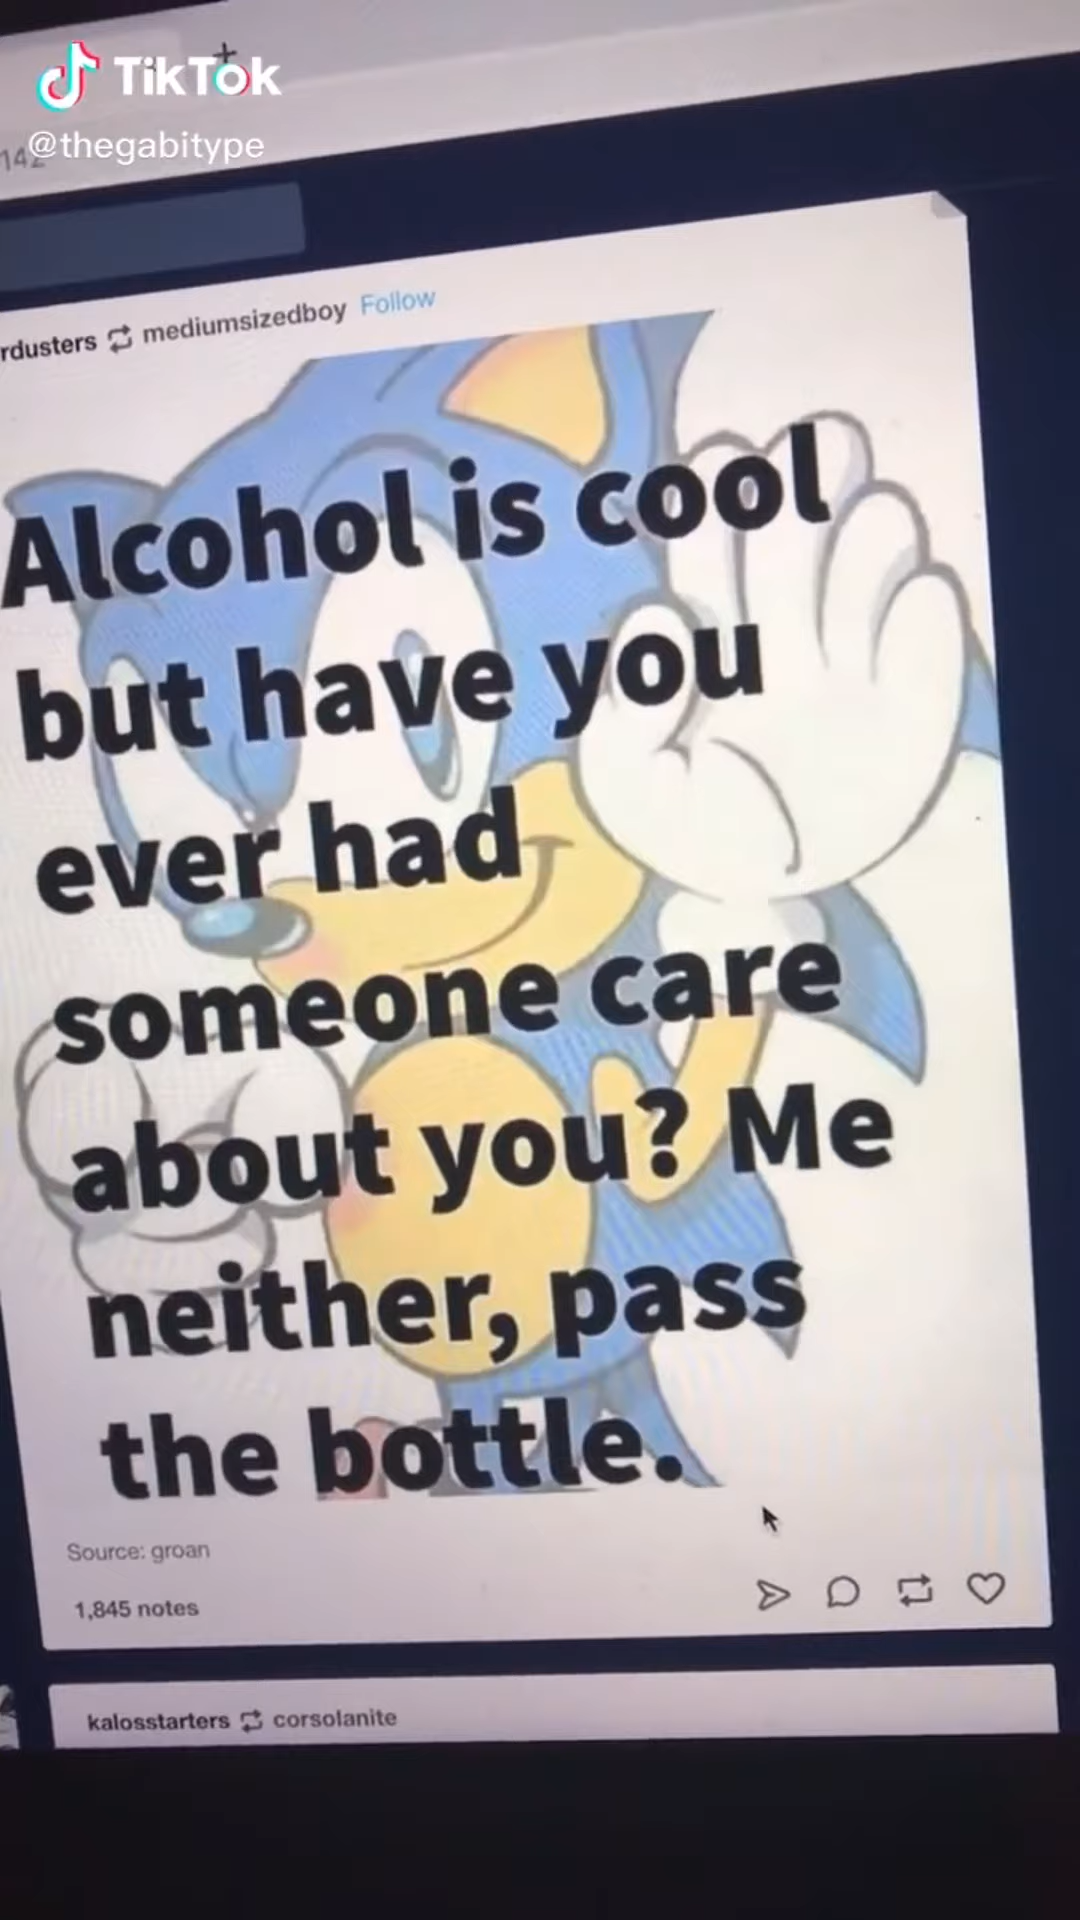 TikTok
@thegabitype
rdusters mediumsizedboy Follow
Alcohol is cool
but have you
ever had
someone care
about you? Me
neither, pass
the bottle.
Source: groan
1,845 notes
kalosstarters corsolanite